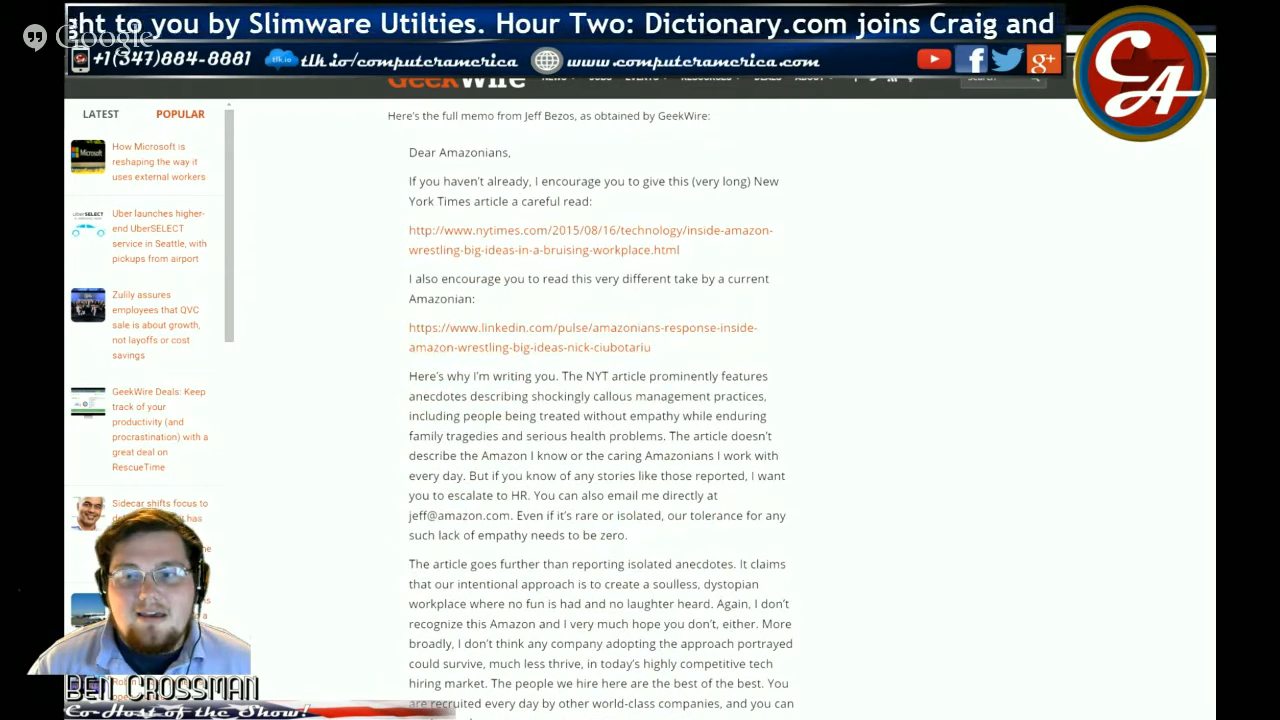 ght to you by Slimware Utilties. Hour Two: Dictionary.com joins Craig and
Google
+1(347)884-8881
tlk.io
tlk.io/computeramerica
www.computeramerica.com
g+
CA
GeekWire
LATEST
POPULAR
How Microsoft is
reshaping the way it
uses external workers
Uber launches higher-
end UberSELECT
service in Seattle, with
pickups from airport
Zulily assures
employees that QVC
sale is about growth,
not layoffs or cost
savings
GeekWire Deals: Keep
track of your
productivity (and
procrastination) with a
great deal on
RescueTime
Sidecar shifts focus to
Here's the full memo from Jeff Bezos, as obtained by GeekWire:
Dear Amazonians,
If you haven't already, I encourage you to give this (very long) New
York Times article a careful read:
http://www.nytimes.com/2015/08/16/technology/inside-amazon-
wrestling-big-ideas-in-a-bruising-workplace.html
I also encourage you to read this very different take by a current
Amazonian:
https://www.linkedin.com/pulse/amazonians-response-inside-
amazon-wrestling-big-ideas-nick-ciubotariu
Here's why I'm writing you. The NYT article prominently features
anecdotes describing shockingly callous management practices,
including people being treated without empathy while enduring
family tragedies and serious health problems. The article doesn't
describe the Amazon I know or the caring Amazonians I work with
every day. But if you know of any stories like those reported, I want
you to escalate to HR. You can also email me directly at
jeff@amazon.com. Even if it's rare or isolated, our tolerance for any
such lack of empathy needs to be zero.
The article goes further than reporting isolated anecdotes. It claims
that our intentional approach is to create a soulless, dystopian
workplace where no fun is had and no laughter heard. Again, I don't
recognize this Amazon and I very much hope you don't, either. More
broadly, I don't think any company adopting the approach portrayed
could survive, much less thrive, in today's highly competitive tech
hiring market. The people we hire here are the best of the best. You
are recruited every day by other world-class companies, and you can
BEN CROSSMAN
Co-Host of the Show!